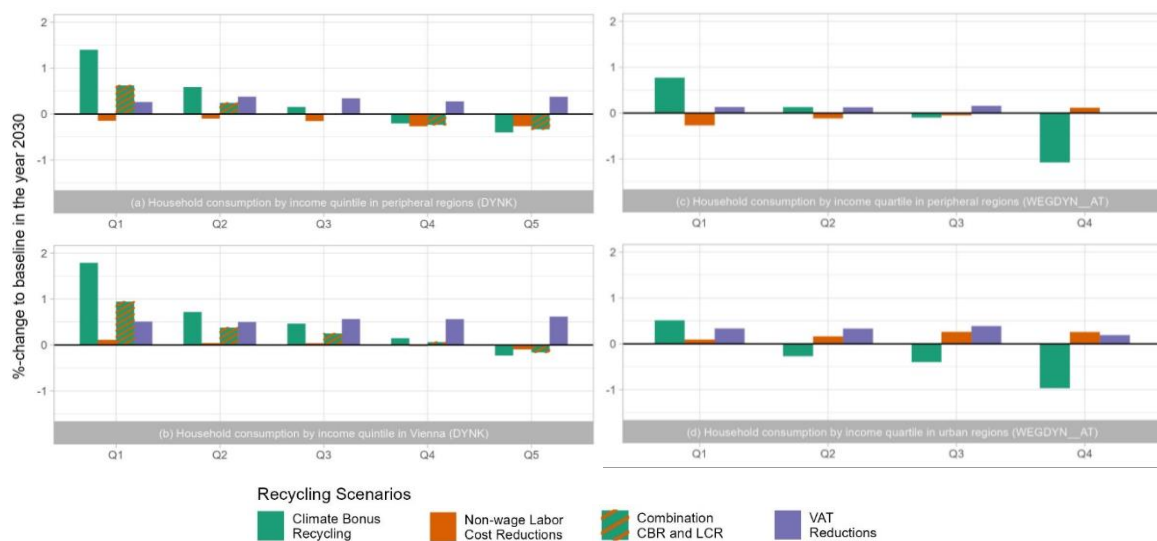 %-change to baseline in the year 2030
2
1
0
-1
(a) Household consumption by income quintile in peripheral regions (DYNK)
Q1 Q2 Q3 Q4 Q5
2
1
0
-1
(c) Household consumption by income quartile in peripheral regions (WEGDYN__AT)
Q1 Q2 Q3 Q4
2
1
0
-1
(b) Household consumption by income quintile in Vienna (DYNK)
Q1 Q2 Q3 Q4 Q5
2
1
0
-1
(d) Household consumption by income quartile in urban regions (WEGDYN__AT)
Q1 Q2 Q3 Q4
Recycling Scenarios
Climate Bonus
Recycling
Non-wage Labor
Cost Reductions
Combination
CBR and LCR
VAT
Reductions